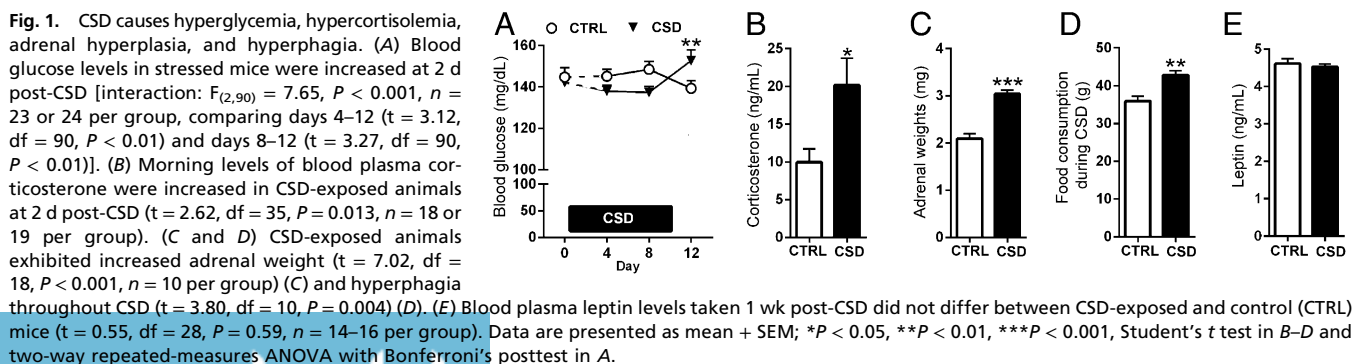 Fig. 1. CSD causes hyperglycemia, hypercortisolemia,
adrenal hyperplasia, and hyperphagia. (A) Blood
glucose levels in stressed mice were increased at 2 d
post-CSD [interaction: F(2,90) = 7.65, P < 0.001, n =
23 or 24 per group, comparing days 4–12 (t = 3.12,
df = 90, P < 0.01) and days 8–12 (t = 3.27, df = 90,
P < 0.01)]. (B) Morning levels of blood plasma cor-
ticosterone were increased in CSD-exposed animals
at 2 d post-CSD (t = 2.62, df = 35, P = 0.013, n = 18 or
19 per group). (C and D) CSD-exposed animals
exhibited increased adrenal weight (t = 7.02, df =
18, P < 0.001, n = 10 per group) (C) and hyperphagia
throughout CSD (t = 3.80, df = 10, P = 0.004) (D). (E) Blood plasma leptin levels taken 1 wk post-CSD did not differ between CSD-exposed and control (CTRL)
mice (t = 0.55, df = 28, P = 0.59, n = 14–16 per group). Data are presented as mean + SEM; *P < 0.05, **P < 0.01, ***P < 0.001, Student's t test in B–D and
two-way repeated-measures ANOVA with Bonferroni's posttest in A.
A
CTRL CSD
**
Blood glucose (mg/dL)
160
140
120
100
100
50
0
CSD
0 4 8 12
Day
B
*
Corticosterone (ng/mL)
25
20
15
10
5
0
CTRL CSD
C
***
Adrenal weights (mg)
4
3
2
1
0
CTRL CSD
D
**
Food consumption
during CSD (g)
50
40
30
20
10
0
CTRL CSD
E
Leptin (ng/mL)
5
4
3
2
1
0
CTRL CSD